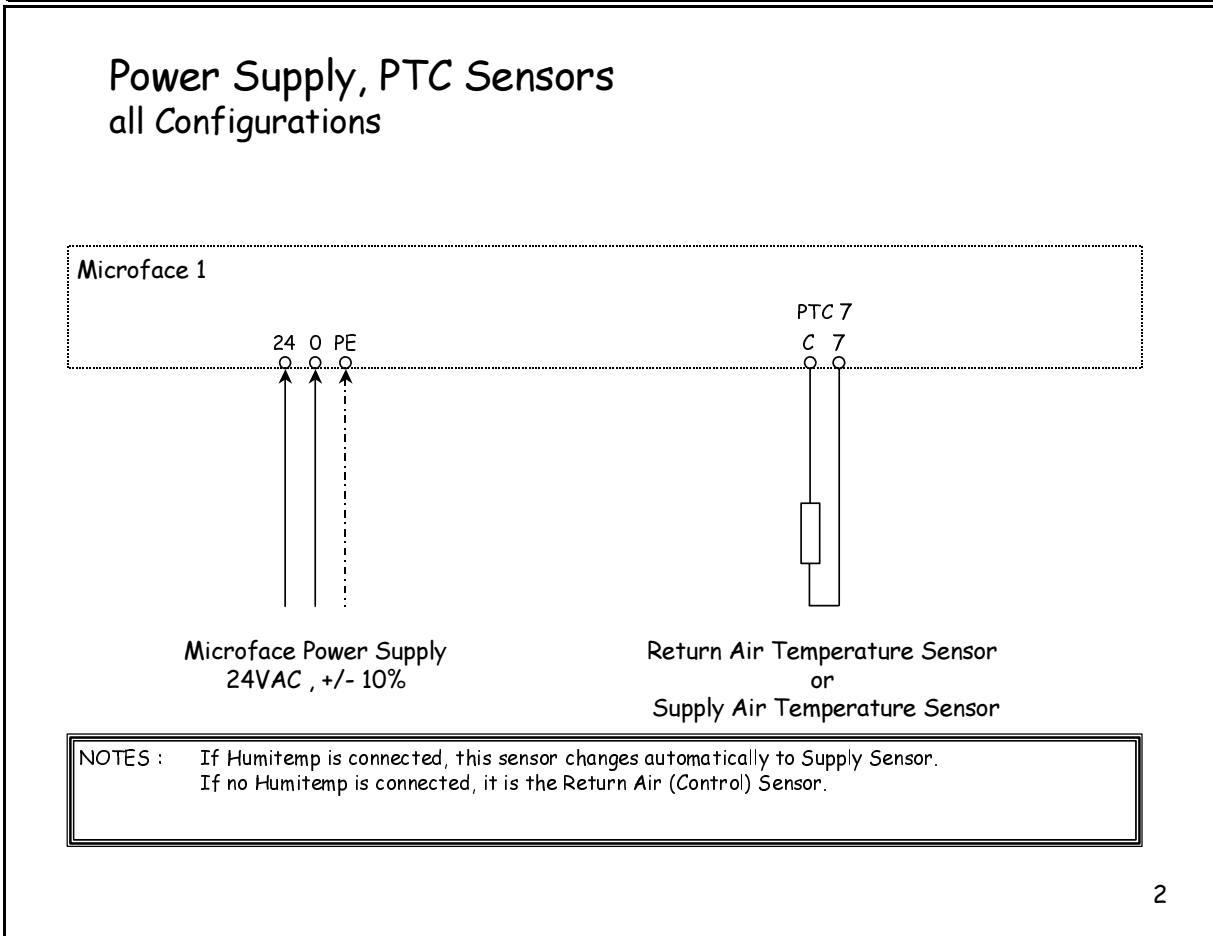 Power Supply, PTC Sensors
all Configurations
Microface 1
PTC 7
24 0 PE
C 7
Microface Power Supply
24VAC , +/- 10%
Return Air Temperature Sensor
or
Supply Air Temperature Sensor
NOTES : If Humitemp is connected, this sensor changes automatically to Supply Sensor.
If no Humitemp is connected, it is the Return Air (Control) Sensor.
2